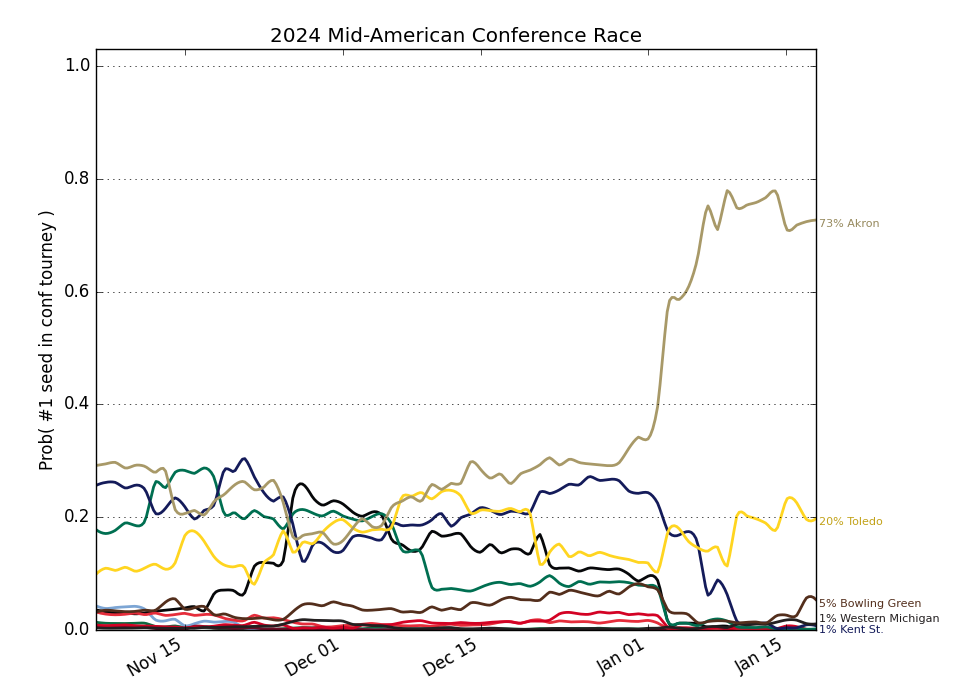 2024 Mid-American Conference Race
Prob( #1 seed in conf tourney )
1.0
0.8
0.6
0.4
0.2
0.0
Nov 15
Dec 01
Dec 15
Jan 01
Jan 15
73% Akron
20% Toledo
5% Bowling Green
1% Western Michigan
1% Kent St.